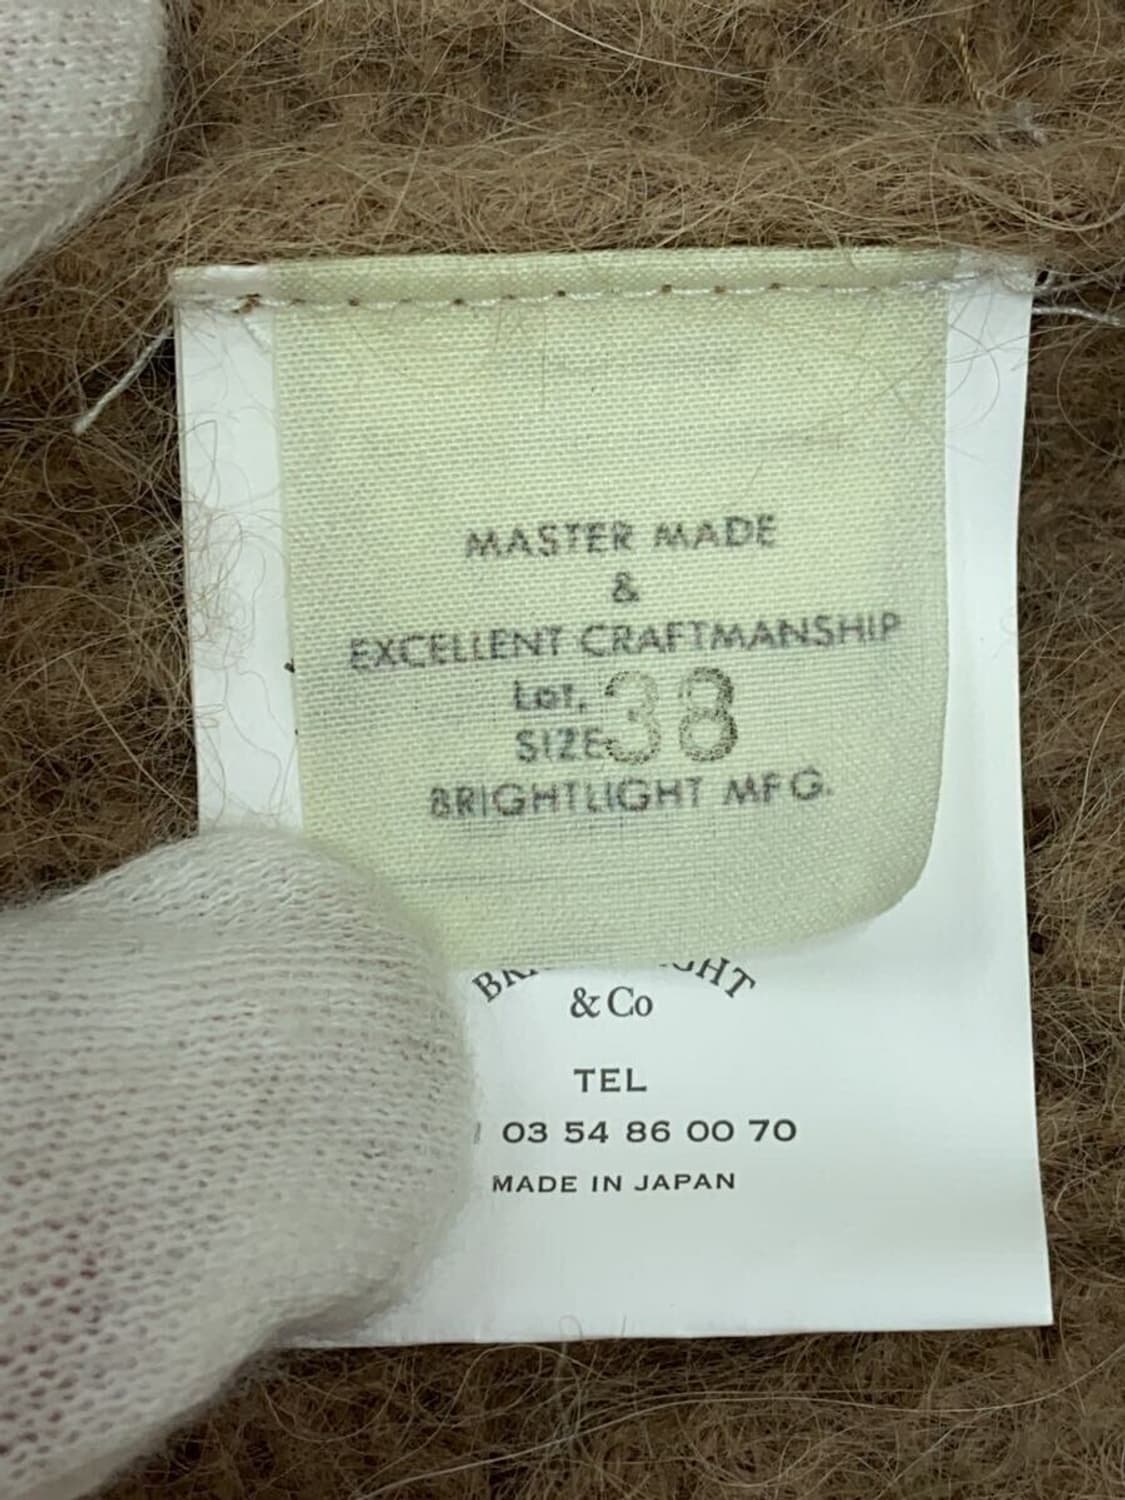 MASTER MADE
&
EXCELLENT CRAFTMANSHIP
Lot.
SIZE 38
BRIGHTLIGHT MFG.
& Co
TEL
03 54 86 00 70
MADE IN JAPAN